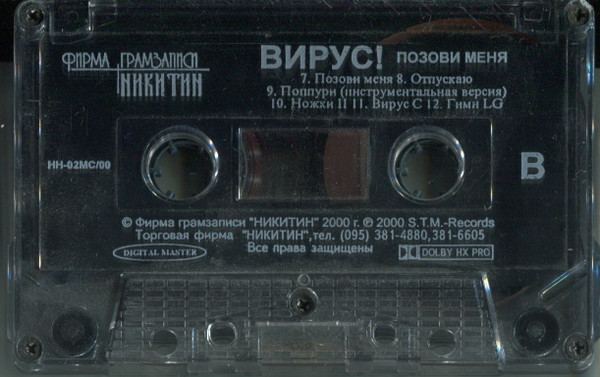 ФИРМА ГРАМЗАПИСИ
НИКИТИН
ВИРУС! ПОЗОВИ МЕНЯ
7. Позови меня 8. Отпускаю
9. Поппури (инструментальная версия)
10. Ножки II 11. Вирус С 12. Гимн LG
НН-02МС/00
B
© Фирма грамзаписи "НИКИТИН" 2000 г. ℗ 2000 S.T.M.-Records
Торговая фирма "НИКИТИН",тел. (095) 381-4880,381-6605
Все права защищены
DIGITAL MASTER
DOLBY HX PRO